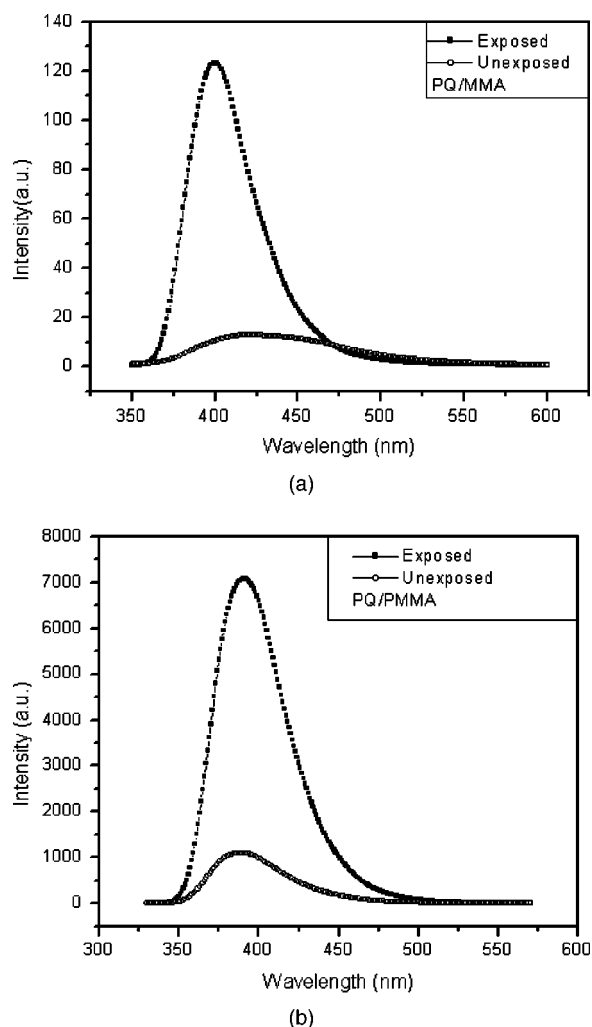 140
120
100
80
60
40
20
0
Intensity(a.u.)
Exposed
Unexposed
PQ/MMA
350 400 450 500 550 600
Wavelength (nm)
(a)
8000
7000
6000
5000
4000
3000
2000
1000
0
Intensity (a.u.)
Exposed
Unexposed
PQ/PMMA
300 350 400 450 500 550 600
Wavelength (nm)
(b)